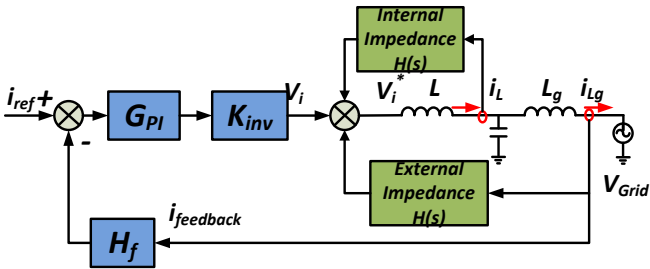 Internal
Impedance
H(s)
i_ref +
-
G_PI
K_inv
V_i
V_i^*
L
i_L
L_g
i_Lg
V_Grid
External
Impedance
H(s)
i_feedback
H_f